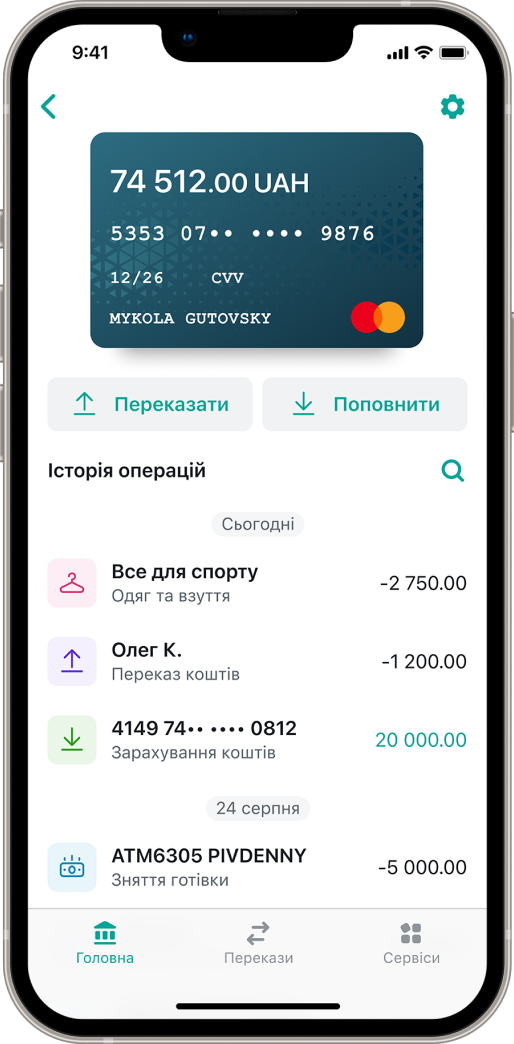 9:41
74 512.00 UAH
5353 07•• •••• 9876
12/26 CVV
MYKOLA GUTOVSKY
Переказати Поповнити
Історія операцій
Сьогодні
Все для спорту -2 750.00
Одяг та взуття
Олег К. -1 200.00
Переказ коштів
4149 74•• •••• 0812 20 000.00
Зарахування коштів
24 серпня
ATM6305 PIVDENNY -5 000.00
Зняття готівки
Головна Перекази Сервіси